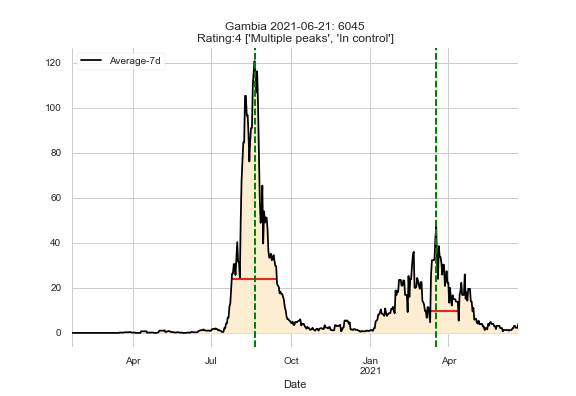 Gambia 2021-06-21: 6045
Rating:4 ['Multiple peaks', 'In control']
Average-7d
120
100
80
60
40
20
0
Apr
Jul
Oct
Jan
2021
Apr
Date